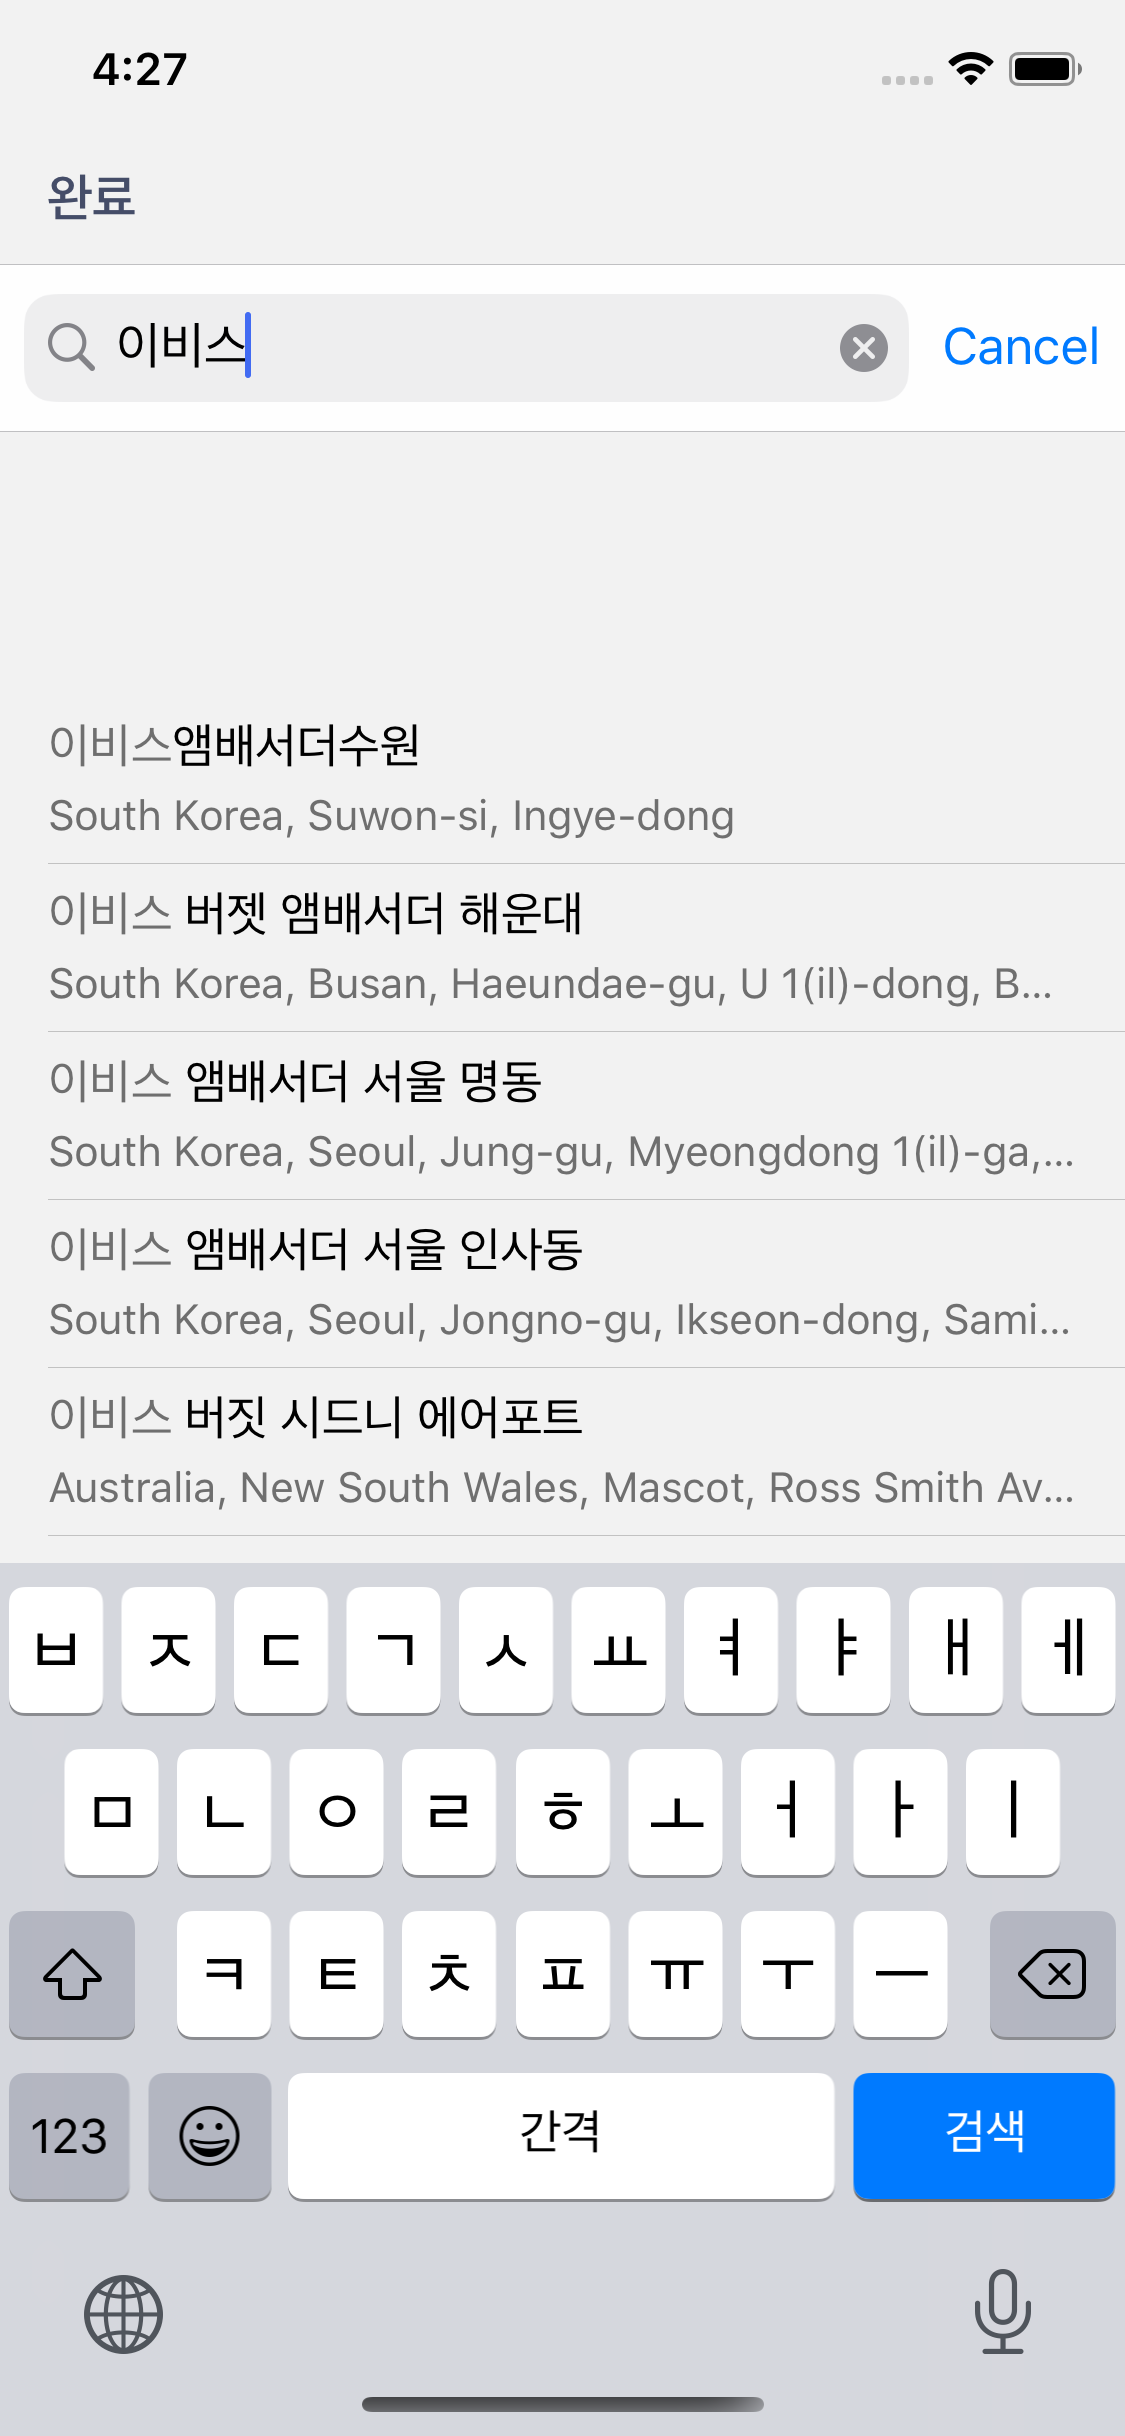 4:27
완료
이비스
Cancel
이비스앰배서더수원
South Korea, Suwon-si, Ingye-dong
이비스 버젯 앰배서더 해운대
South Korea, Busan, Haeundae-gu, U 1(il)-dong, B...
이비스 앰배서더 서울 명동
South Korea, Seoul, Jung-gu, Myeongdong 1(il)-ga,...
이비스 앰배서더 서울 인사동
South Korea, Seoul, Jongno-gu, Ikseon-dong, Sami...
이비스 버짓 시드니 에어포트
Australia, New South Wales, Mascot, Ross Smith Av...
ㅂ ㅈ ㄷ ㄱ ㅅ ㅛ ㅕ ㅑ ㅐ ㅔ
ㅁ ㄴ ㅇ ㄹ ㅎ ㅗ ㅓ ㅏ ㅣ
ㅋ ㅌ ㅊ ㅍ ㅠ ㅜ ㅡ
123 간격 검색